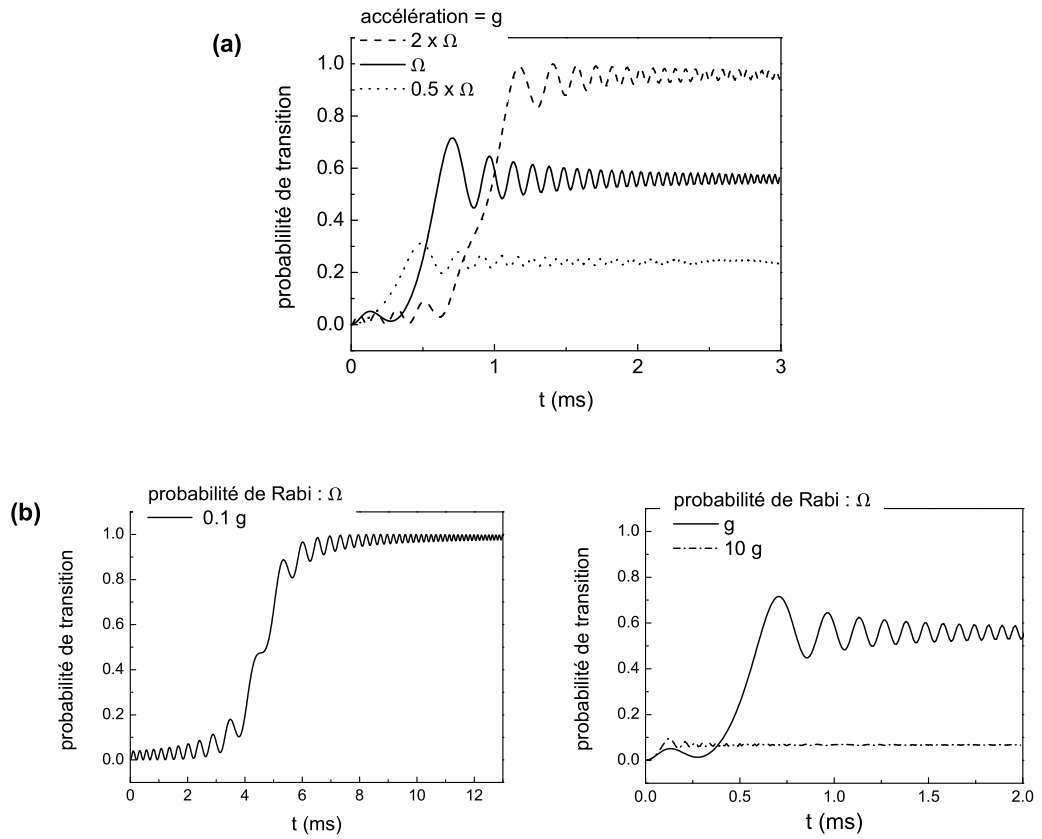 accélération = g
(a)
2 x Ω
Ω
0.5 x Ω
probablilité de transition
1.0
0.8
0.6
0.4
0.2
0.0
0
1
2
3
t (ms)
(b)
probabilité de Rabi : Ω
0.1 g
probabilité de transition
1.0
0.8
0.6
0.4
0.2
0.0
0
2
4
6
8
10
12
t (ms)
probabilité de Rabi : Ω
g
10 g
probabilité de transition
1.0
0.8
0.6
0.4
0.2
0.0
0.0
0.5
1.0
1.5
2.0
t (ms)